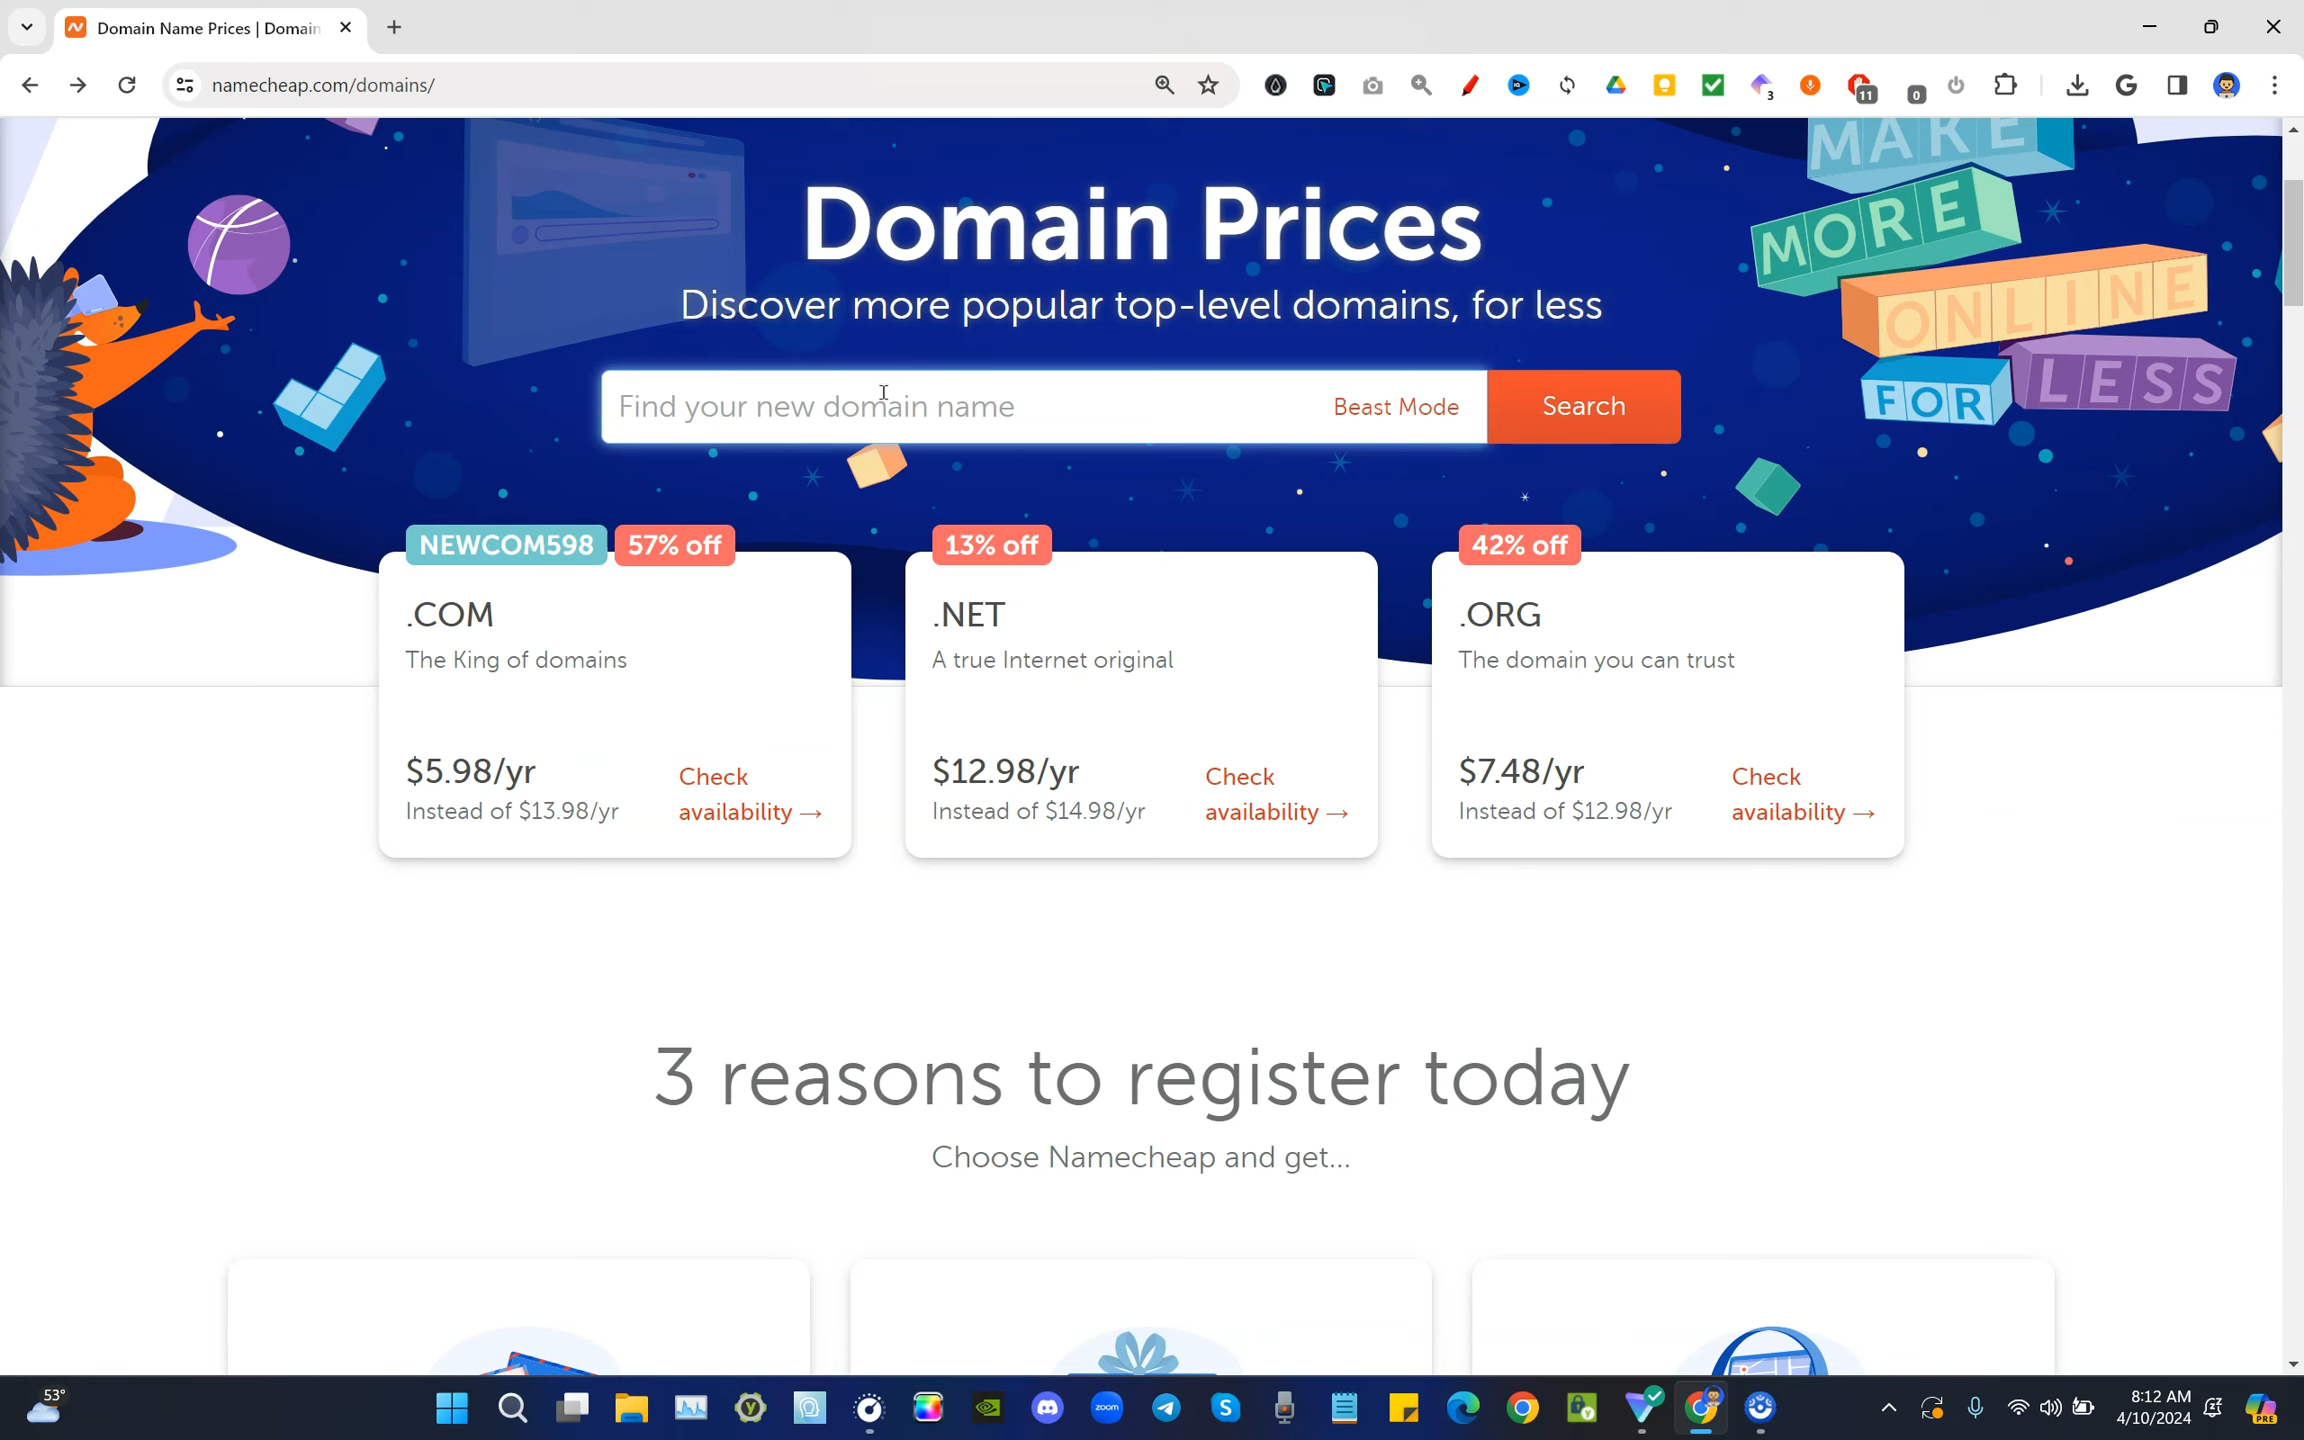 Domain Name Prices | Domain
namecheap.com/domains/
3
11
0
MAKE
MORE
ONLINE
FOR
LESS
Domain Prices
Discover more popular top-level domains, for less
Find your new domain name
Beast Mode
Search
NEWCOM598
57% off
.COM
The King of domains
$5.98/yr
Instead of $13.98/yr
Check
availability →
13% off
.NET
A true Internet original
$12.98/yr
Instead of $14.98/yr
Check
availability →
42% off
.ORG
The domain you can trust
$7.48/yr
Instead of $12.98/yr
Check
availability →
3 reasons to register today
Choose Namecheap and get...
53°
zoom
8:12 AM
4/10/2024
PRE